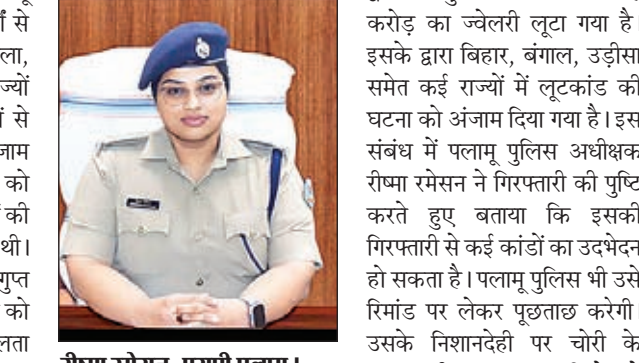 र्गों से
ला,
ज्यों
ं से
जाम
को
की
थी।
गुप्त
को
लता
रीष्मा रमेसन, एसपी पलामू।
करोड़ का ज्वेलरी लूटा गया है
इसके द्वारा बिहार, बंगाल, उड़ीसा
समेत कई राज्यों में लूटकांड की
घटना को अंजाम दिया गया है। इस
संबंध में पलामू पुलिस अधीक्षक
रीष्मा रमेसन ने गिरफ्तारी की पुष्टि
करते हुए बताया कि इसकी
गिरफ्तारी से कई कांडों का उदभेदन
हो सकता है। पलामू पुलिस भी उसे
रिमांड पर लेकर पूछताछ करेगी।
उसके निशानदेही पर चोरी के